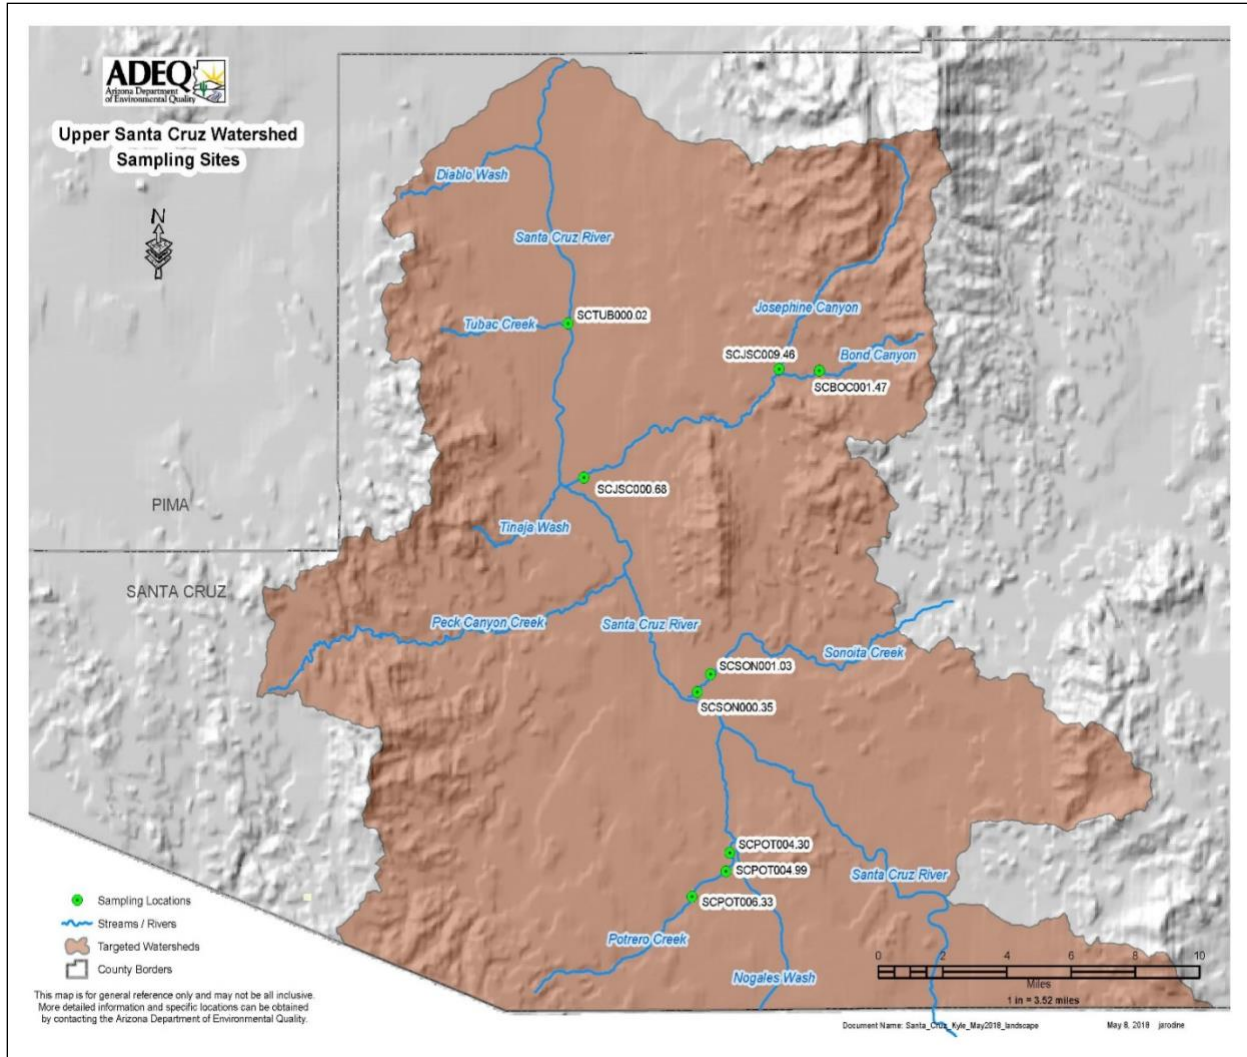 ADEQ
Arizona Department
of Environmental Quality
Upper Santa Cruz Watershed
Sampling Sites
N
Diablo Wash
Santa Cruz River
Tubac Creek
SCTUB000.02
Josephine Canyon
SCJSC009.46
Bond Canyon
SCBOC001.47
SCJSC000.68
PIMA
Tinaja Wash
SANTA CRUZ
Peck Canyon Creek
Santa Cruz River
Sonoita Creek
SCSON001.03
SCSON000.35
SCPOT004.30
SCPOT004.99
Santa Cruz River
SCPOT006.33
Potrero Creek
Nogales Wash
Sampling Locations
Streams / Rivers
Targeted Watersheds
County Borders
This map is for general reference only and may not be all inclusive.
More detailed information and specific locations can be obtained
by contacting the Arizona Department of Environmental Quality.
0 2 4 6 8 10
Miles
1 in = 3.52 miles
Document Name: Santa_Cruz_Kyle_May2018_landscape
May 8, 2018 jarodne